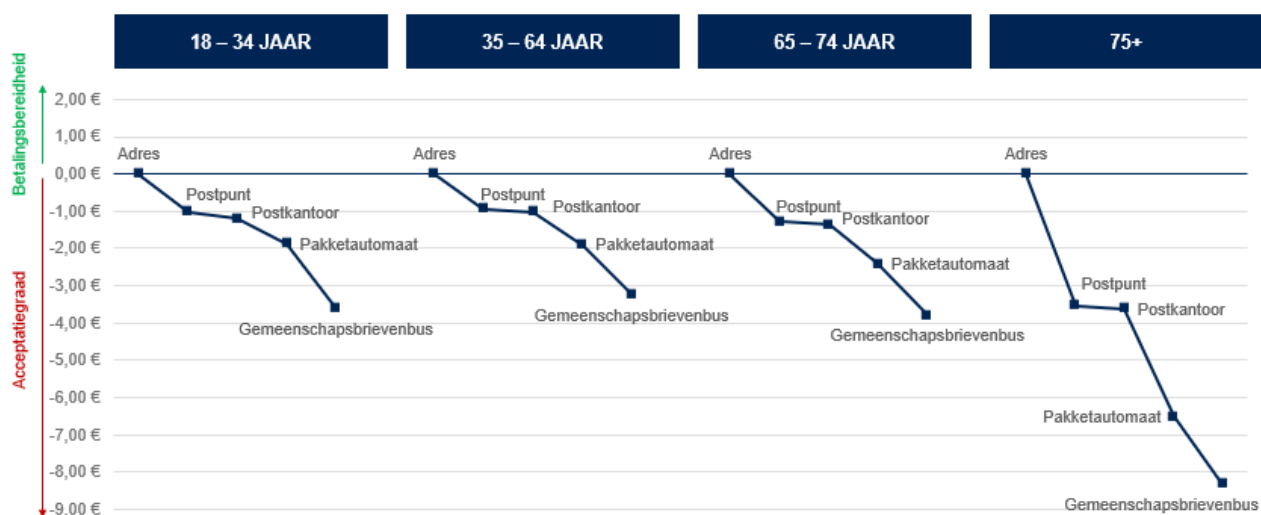 18 – 34 JAAR
35 – 64 JAAR
65 – 74 JAAR
75+
Betalingsbereidheid
Acceptatiegraad
2,00 €
1,00 €
0,00 €
-1,00 €
-2,00 €
-3,00 €
-4,00 €
-5,00 €
-6,00 €
-7,00 €
-8,00 €
-9.00 €
Adres
Postpunt
Postkantoor
Pakketautomaat
Gemeenschapsbrievenbus
Adres
Postpunt
Postkantoor
Pakketautomaat
Gemeenschapsbrievenbus
Adres
Postpunt
Postkantoor
Pakketautomaat
Gemeenschapsbrievenbus
Adres
Postpunt
Postkantoor
Pakketautomaat
Gemeenschapsbrievenbus